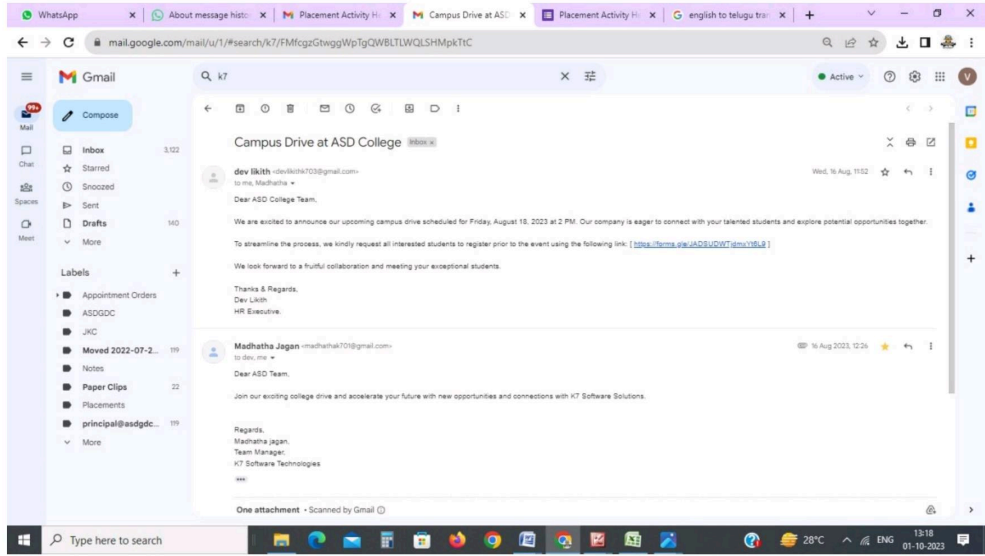 WhatsApp
About message histo
Placement Activity H
Campus Drive at ASD
Placement Activity H
english to telugu tran
mail.google.com/mail/u/1/#search/k7/FMfcgzGtwggWpTgQWBLTLWQLSHMpkTtC
Gmail
k7
Active
V
99+
Mail
Chat
Spaces
Meet
Compose
Inbox 3,122
Starred
Snoozed
Sent
Drafts 140
More
Labels +
Appointment Orders
ASDGDC
JKC
Moved 2022-07-2... 119
Notes
Paper Clips 22
Placements
principal@asdgdc... 119
More
Campus Drive at ASD College Inbox x
dev likith <devlikithk703@gmail.com> Wed, 16 Aug, 11:52
to me, Madhatha
Dear ASD College Team,
We are excited to announce our upcoming campus drive scheduled for Friday, August 18, 2023 at 2 PM. Our company is eager to connect with your talented students and explore potential opportunities together.
To streamline the process, we kindly request all interested students to register prior to the event using the following link: [ https://forms.gle/JADSUDWTjdmxYt6L9 ]
We look forward to a fruitful collaboration and meeting your exceptional students.
Thanks & Regards,
Dev Likith
HR Executive.
Madhatha Jagan <madhathak701@gmail.com> 16 Aug 2023, 12:26
to dev, me
Dear ASD Team,
Join our exciting college drive and accelerate your future with new opportunities and connections with K7 Software Solutions.
Regards,
Madhatha jagan,
Team Manager,
K7 Software Technologies
One attachment • Scanned by Gmail
Type here to search
28°C
ENG
13:18
01-10-2023